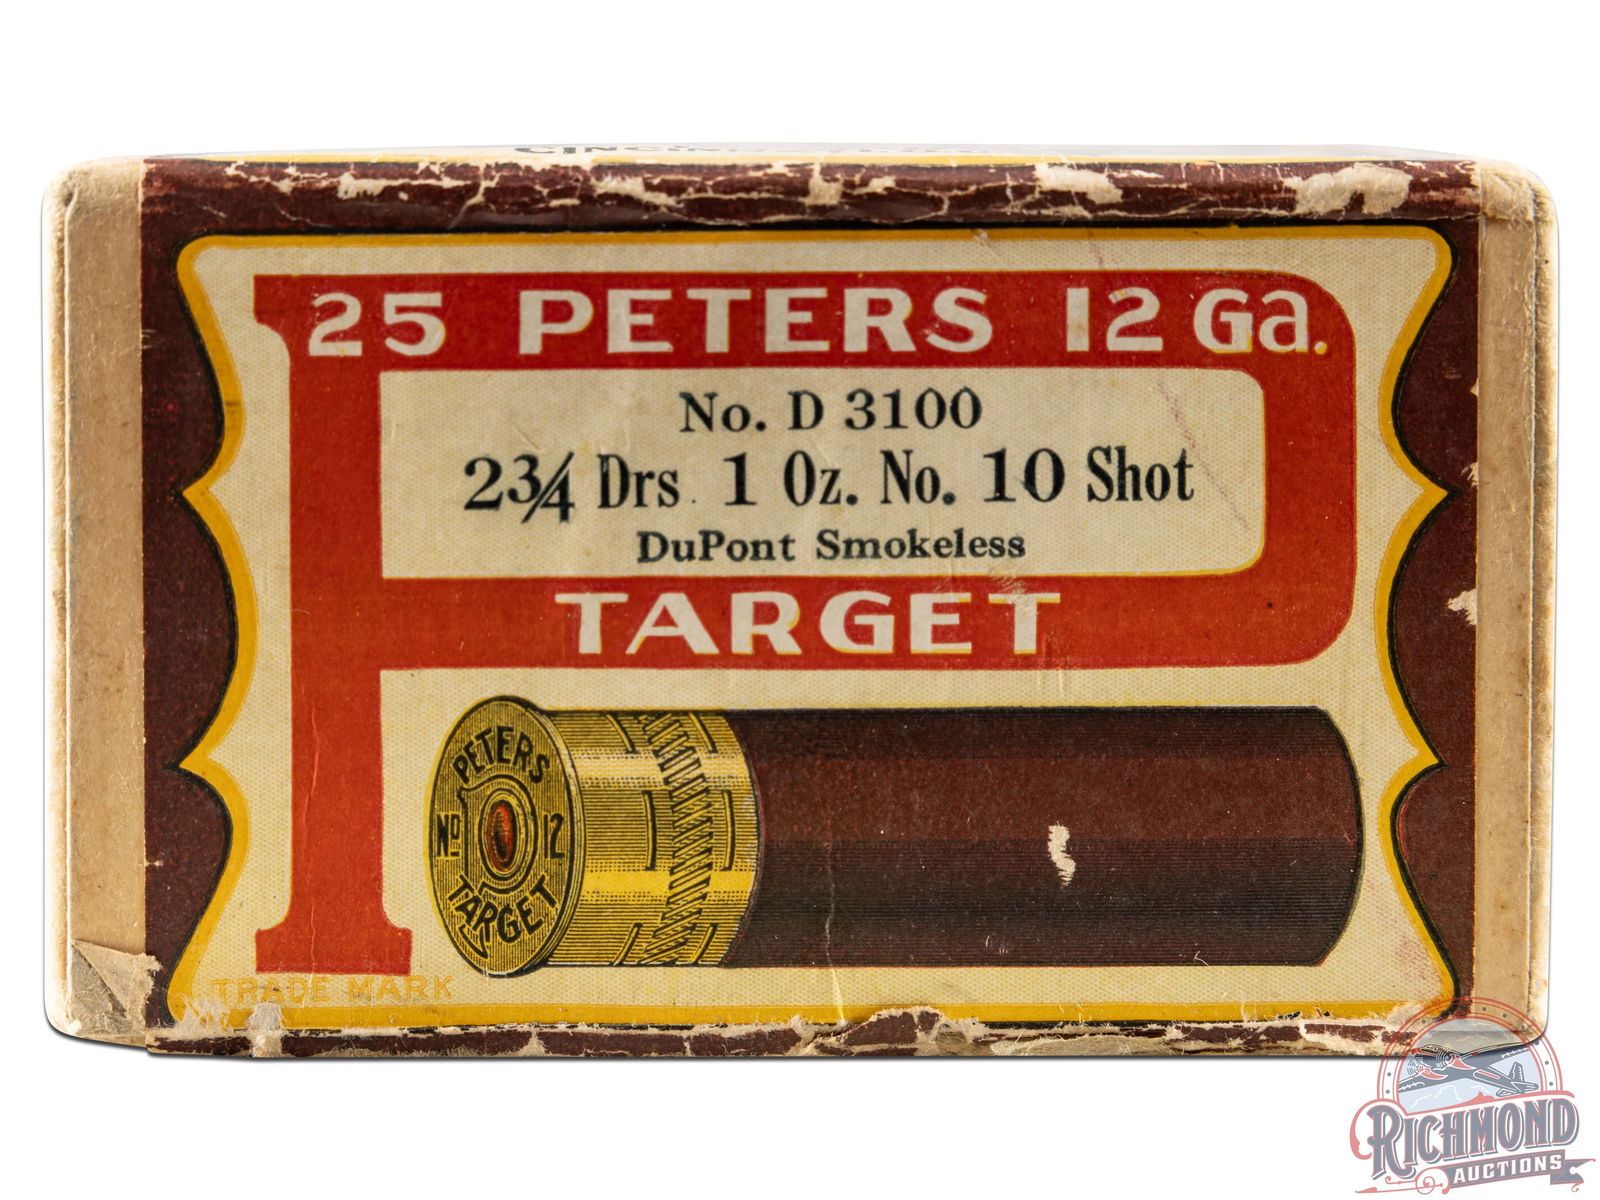 25 PETERS 12 Ga.
No. D 3100
2¾ Drs. 1 Oz. No. 10 Shot
DuPont Smokeless
TARGET
PETERS
No 12
TARGET
TRADE MARK
RICHMOND
AUCTIONS